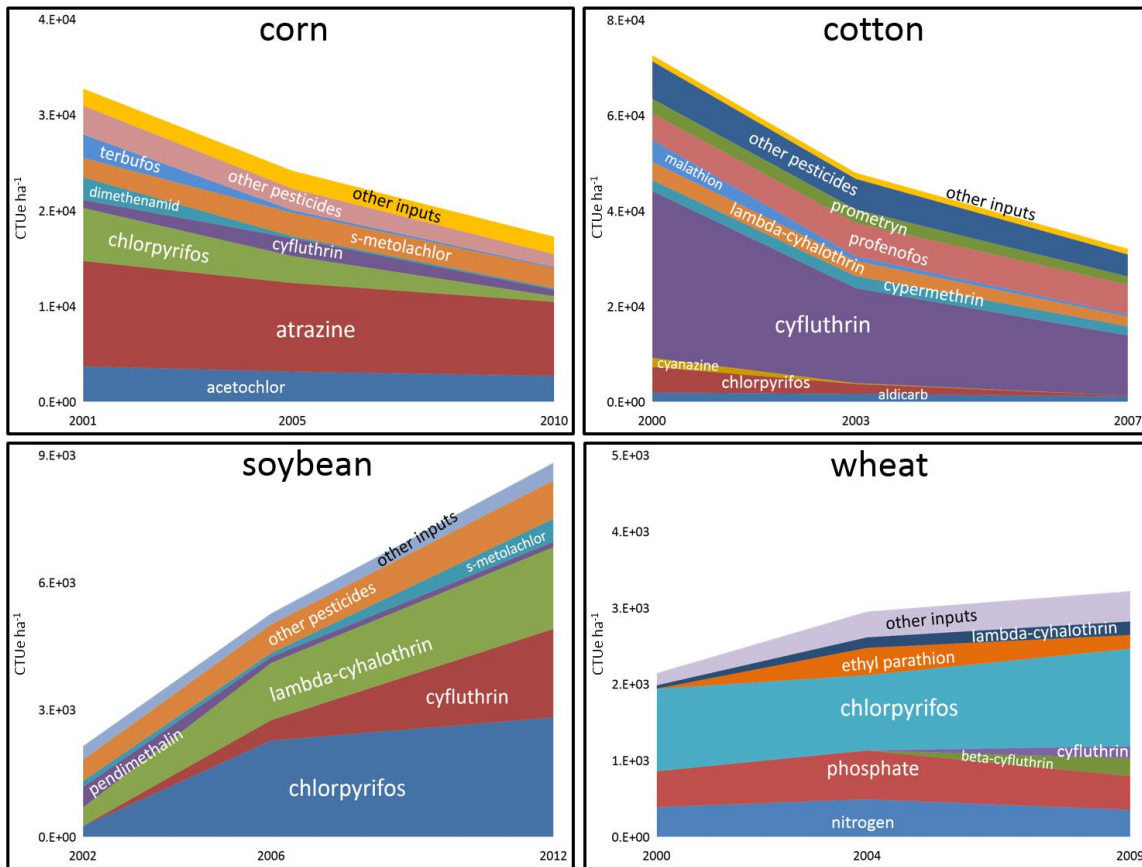 corn
4.E+04
3.E+04
2.E+04
1.E+04
0.E+00
CTUe ha⁻¹
terbufos
other pesticides
other inputs
dimethenamid
s-metolachlor
chlorpyrifos
cyfluthrin
atrazine
acetochlor
2001
2005
2010
cotton
8.E+04
6.E+04
4.E+04
2.E+04
0.E+00
CTUe ha⁻¹
other pesticides
malathion
other inputs
prometryn
lambda-cyhalothrin
profenofos
cypermethrin
cyfluthrin
cyanazine
chlorpyrifos
aldicarb
2000
2003
2007
soybean
9.E+03
6.E+03
3.E+03
0.E+00
CTUe ha⁻¹
other inputs
s-metolachlor
other pesticides
lambda-cyhalothrin
cyfluthrin
pendimethalin
chlorpyrifos
2002
2006
2012
wheat
5.E+03
4.E+03
3.E+03
2.E+03
1.E+03
0.E+00
CTUe ha⁻¹
other inputs
lambda-cyhalothrin
ethyl parathion
chlorpyrifos
cyfluthrin
beta-cyfluthrin
phosphate
nitrogen
2000
2004
2009